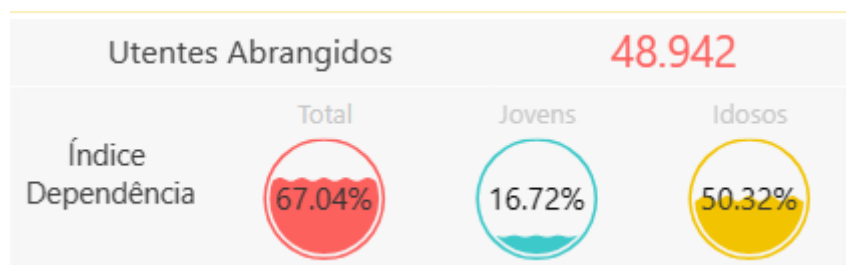 Utentes Abrangidos 48.942
Total Jovens Idosos
Índice
Dependência
67.04% 16.72% 50.32%